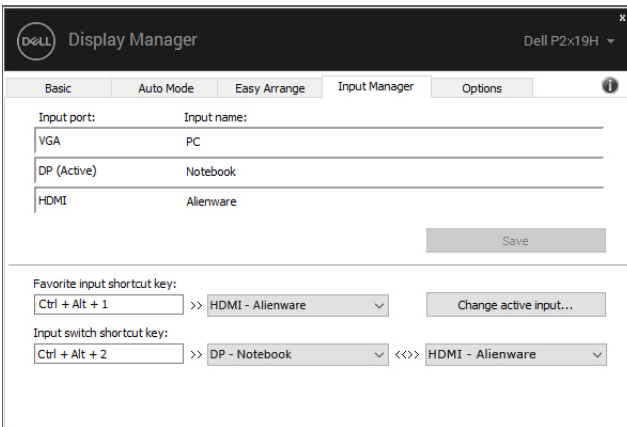 x
DELL Display Manager Dell P2x19H
Basic Auto Mode Easy Arrange Input Manager Options i
Input port: Input name:
VGA PC
DP (Active) Notebook
HDMI Alienware
Save
Favorite input shortcut key:
Ctrl + Alt + 1 >> HDMI - Alienware Change active input...
Input switch shortcut key:
Ctrl + Alt + 2 >> DP - Notebook <<>> HDMI - Alienware